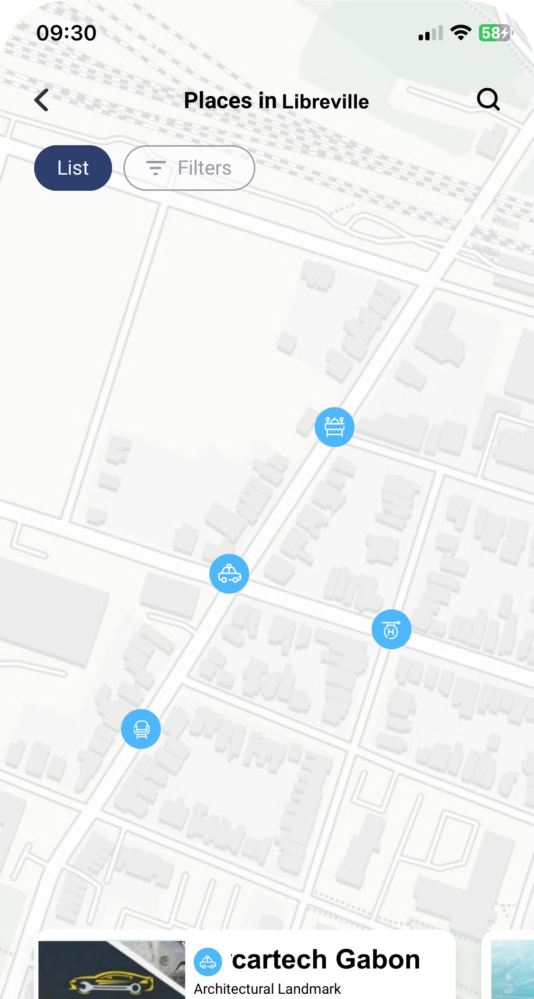 09:30
58
Places in Libreville
List
Filters
H
cartech Gabon
Architectural Landmark